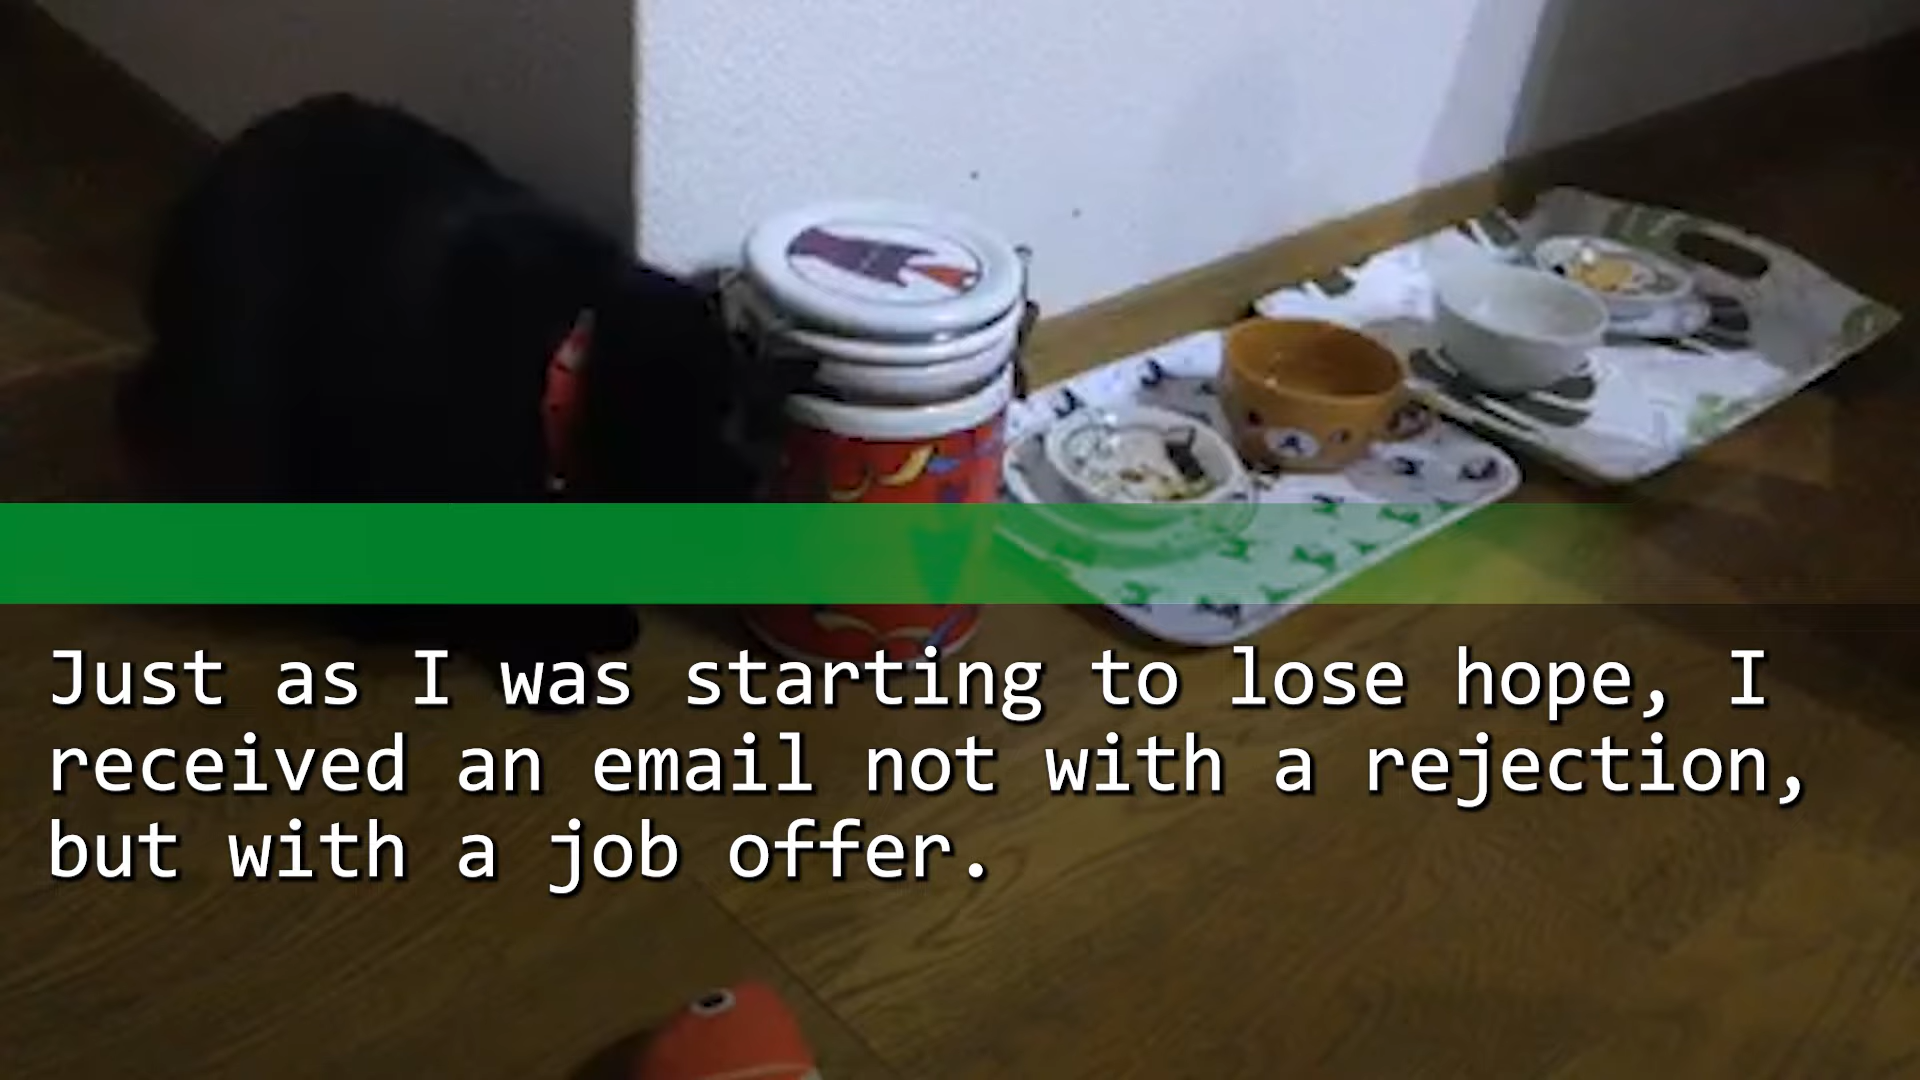 Just as I was starting to lose hope, I
received an email not with a rejection,
but with a job offer.